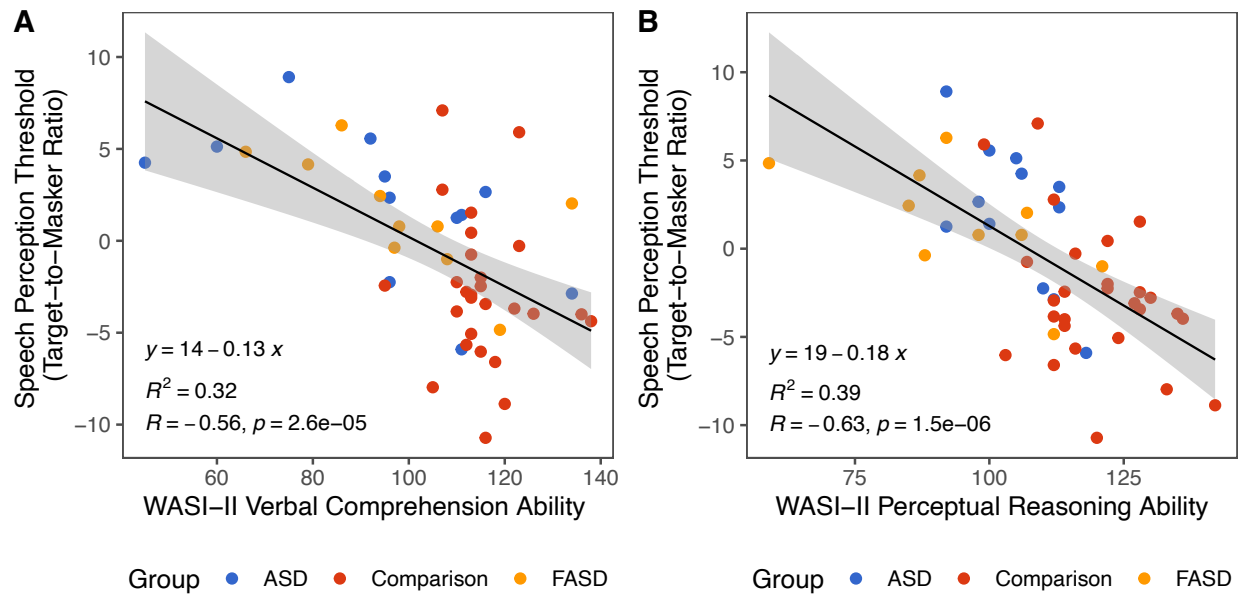 A
Speech Perception Threshold
(Target-to-Masker Ratio)
10
5
0
−5
−10
y = 14 − 0.13 x
R² = 0.32
R = −0.56, p = 2.6e−05
60
80
100
120
140
WASI−II Verbal Comprehension Ability
Group
ASD
Comparison
FASD
B
Speech Perception Threshold
(Target-to-Masker Ratio)
10
5
0
−5
−10
y = 19 − 0.18 x
R² = 0.39
R = −0.63, p = 1.5e−06
75
100
125
WASI−II Perceptual Reasoning Ability
Group
ASD
Comparison
FASD